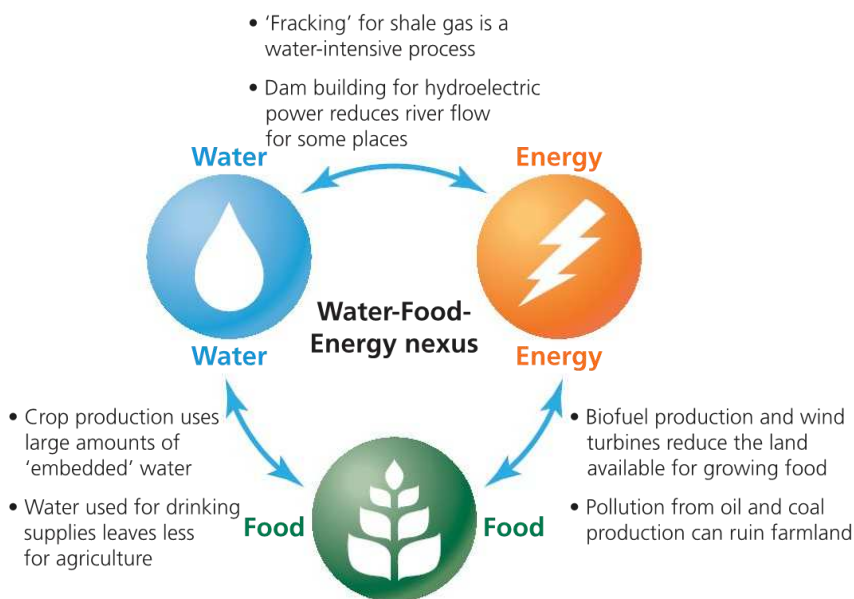 • ‘Fracking’ for shale gas is a
water-intensive process
• Dam building for hydroelectric
power reduces river flow
for some places
Water
Energy
Water-Food-
Energy nexus
Water
Energy
• Crop production uses
large amounts of
‘embedded’ water
• Water used for drinking
supplies leaves less
for agriculture
• Biofuel production and wind
turbines reduce the land
available for growing food
• Pollution from oil and coal
production can ruin farmland
Food
Food